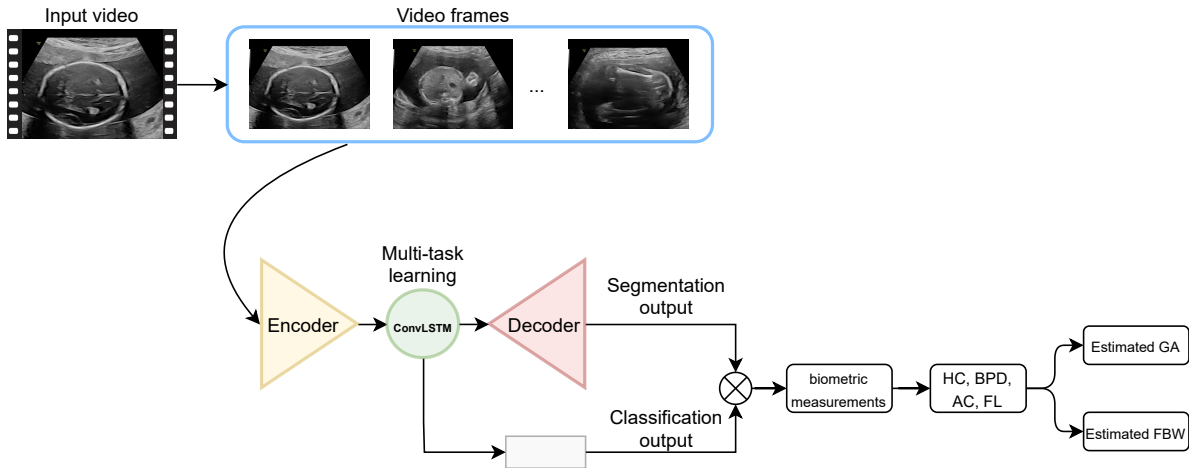 Input video
Video frames
...
Multi-task
learning
Encoder
ConvLSTM
Decoder
Segmentation
output
Classification
output
biometric
measurements
HC, BPD,
AC, FL
Estimated GA
Estimated FBW